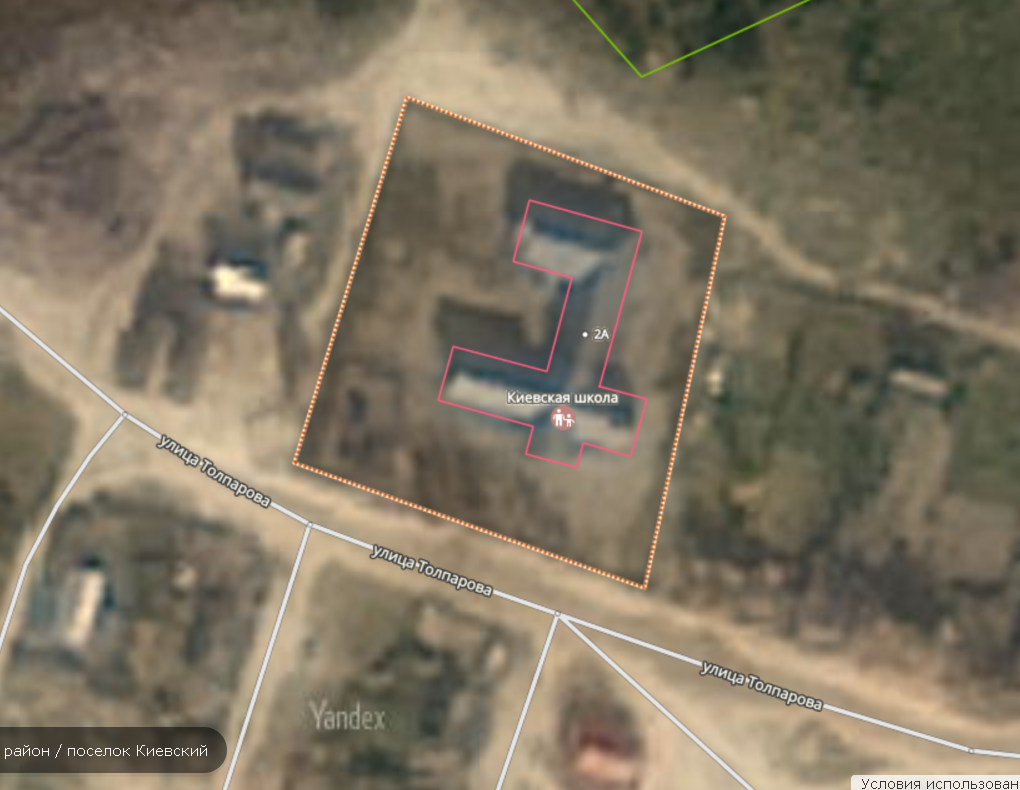 2А
Киевская школа
улица Толпарова
улица Толпарова
улица Толпарова
Yandex
район / поселок Киевский
Условия использован